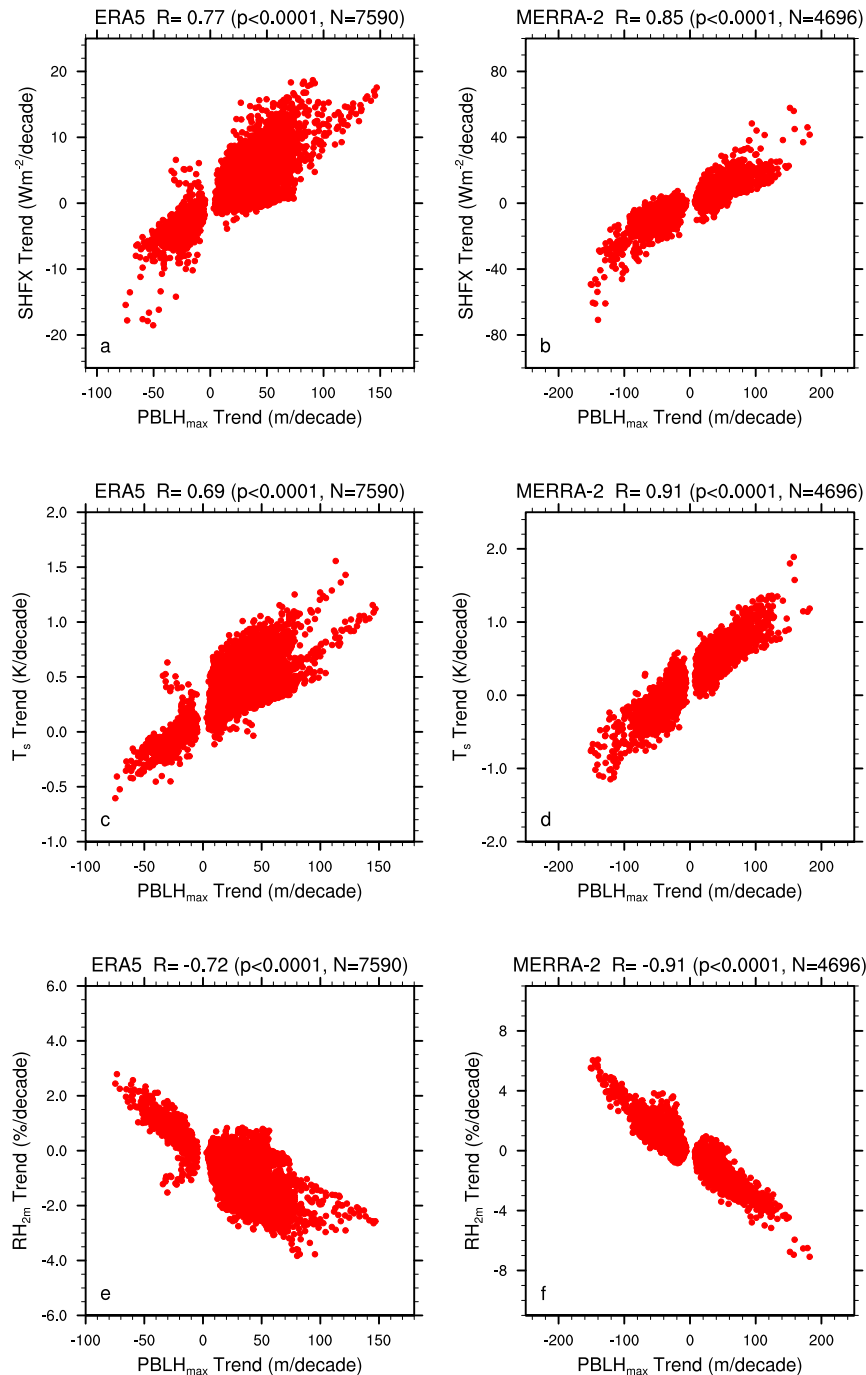 ERA5 R= 0.77 (p<0.0001, N=7590)
SHFX Trend (Wm⁻²/decade)
20
10
0
-10
-20
a
-100 -50 0 50 100 150
PBLHmax Trend (m/decade)
MERRA-2 R= 0.85 (p<0.0001, N=4696)
SHFX Trend (Wm⁻²/decade)
80
40
0
-40
-80
b
-200 -100 0 100 200
PBLHmax Trend (m/decade)
ERA5 R= 0.69 (p<0.0001, N=7590)
Ts Trend (K/decade)
2.0
1.5
1.0
0.5
0.0
-0.5
-1.0
c
-100 -50 0 50 100 150
PBLHmax Trend (m/decade)
MERRA-2 R= 0.91 (p<0.0001, N=4696)
Ts Trend (K/decade)
2.0
1.0
0.0
-1.0
-2.0
d
-200 -100 0 100 200
PBLHmax Trend (m/decade)
ERA5 R= -0.72 (p<0.0001, N=7590)
RH2m Trend (%/decade)
6.0
4.0
2.0
0.0
-2.0
-4.0
-6.0
e
-100 -50 0 50 100 150
PBLHmax Trend (m/decade)
MERRA-2 R= -0.91 (p<0.0001, N=4696)
RH2m Trend (%/decade)
8
4
0
-4
-8
f
-200 -100 0 100 200
PBLHmax Trend (m/decade)